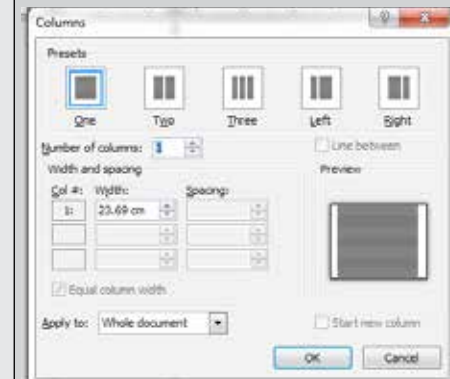 Columns
Presets
One Two Three Left Right
Number of columns: 1
Line between
Width and spacing
Preview
Col #: Width: Spacing:
1: 23.69 cm
Equal column width
Apply to: Whole document
Start new column
OK Cancel